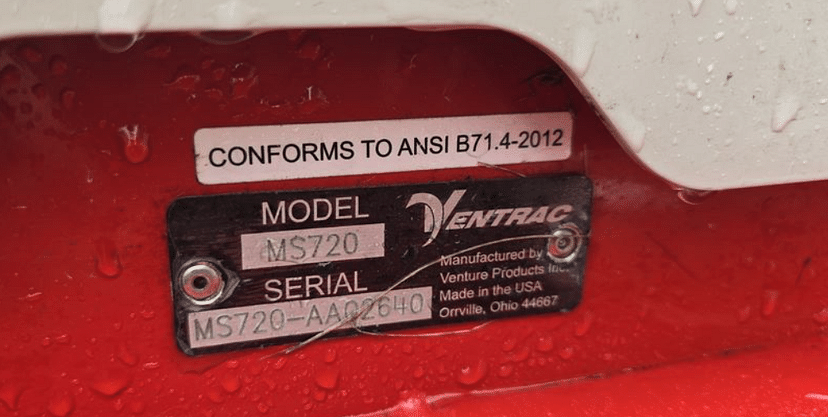 CONFORMS TO ANSI B71.4-2012
MODEL
MS720
SERIAL
MS720-AA02640
VENTRAC
Manufactured by
Venture Products Inc.
Made in the USA
Orrville, Ohio 44667